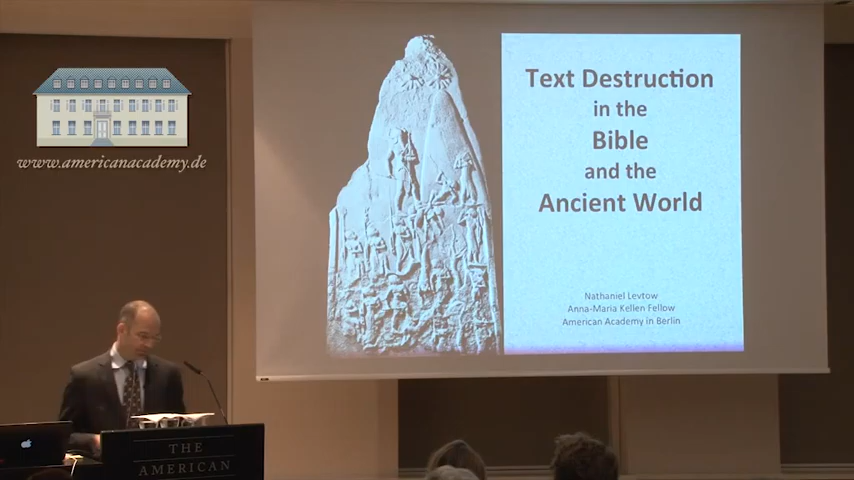 www.americanacademy.de
Text Destruction
in the
Bible
and the
Ancient World
Nathaniel Levtow
Anna-Maria Kellen Fellow
American Academy in Berlin
THE
AMERICAN